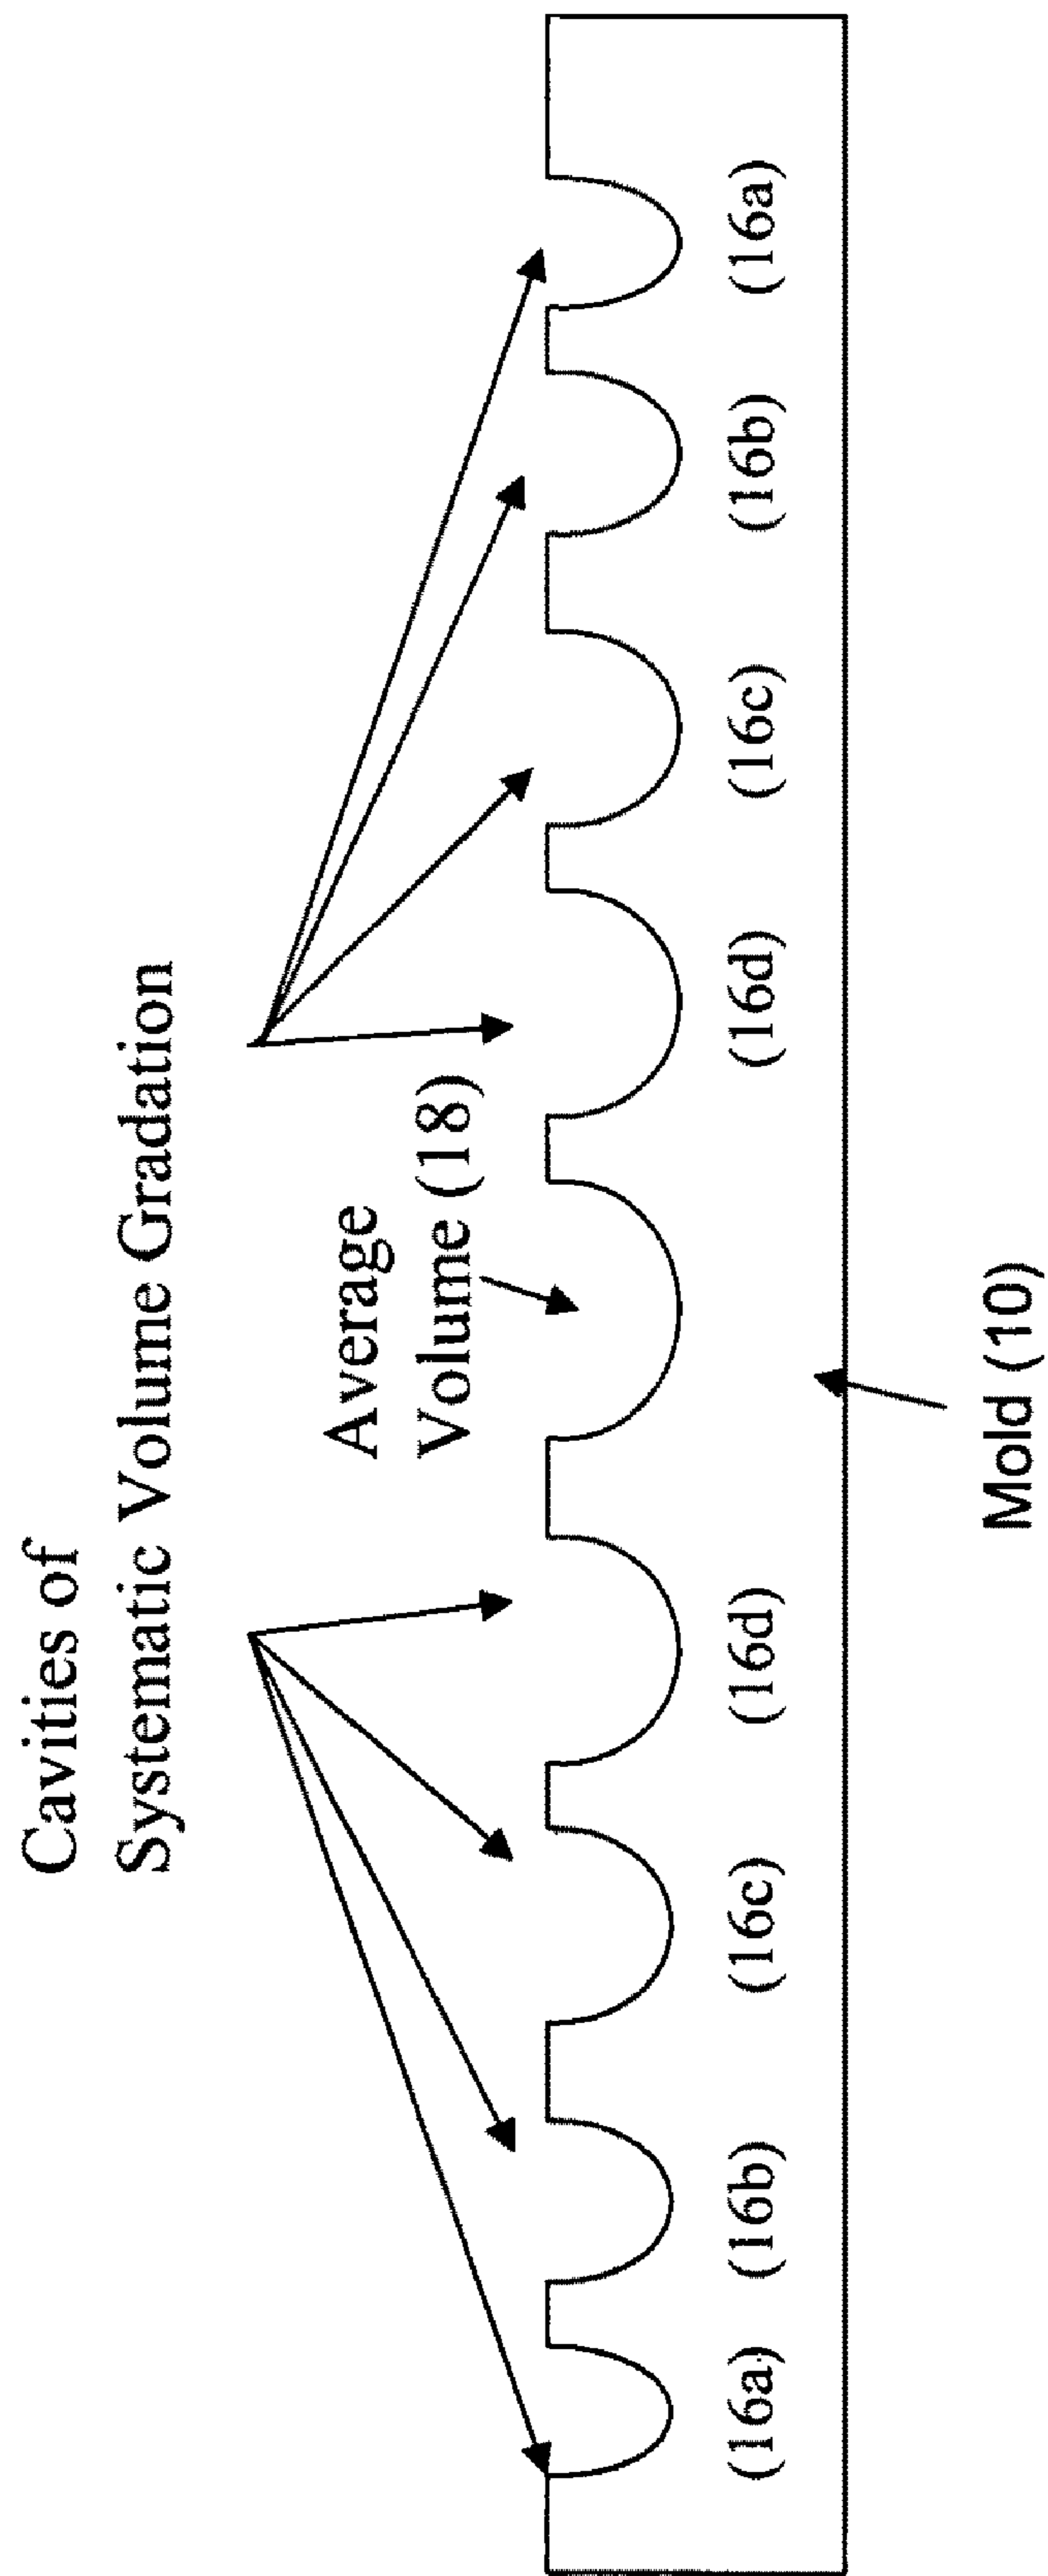 Cavities of
Systematic Volume Gradation
Average
Volume (18)
(16a) (16b) (16c) (16d) (16d) (16c) (16b) (16a)
Mold (10)